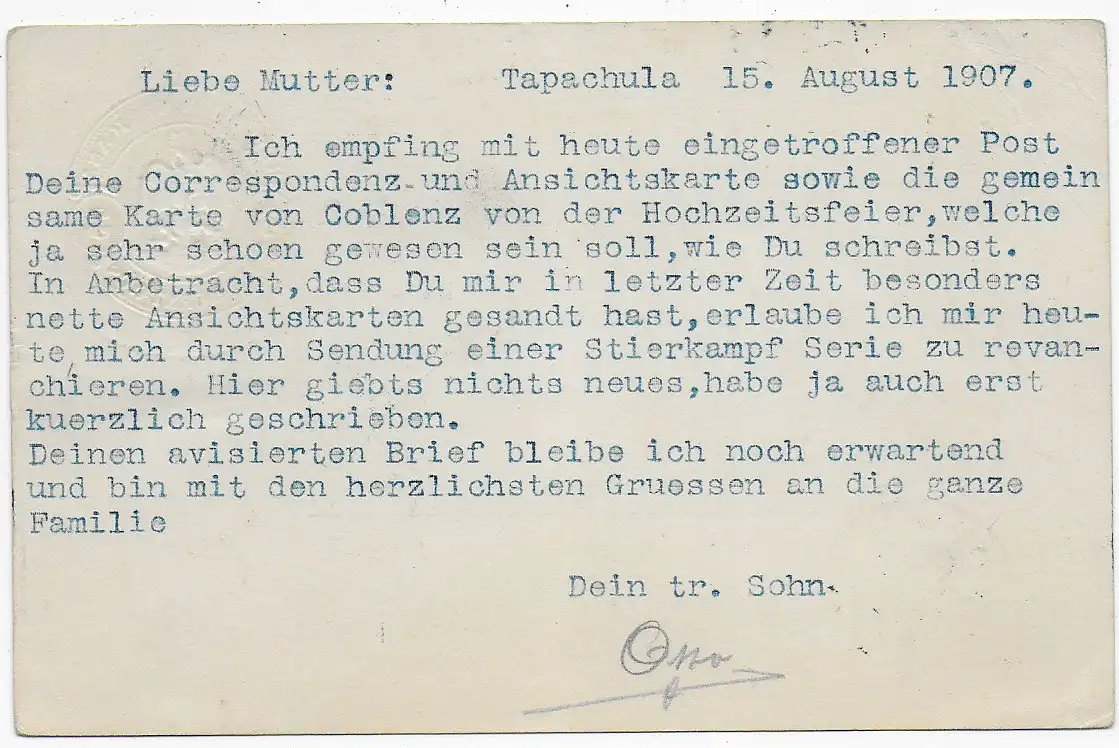 Liebe Mutter: Tapachula 15. August 1907.
Ich empfing mit heute eingetroffener Post
Deine Correspondenz-und Ansichtskarte sowie die gemein
same Karte von Coblenz von der Hochzeitsfeier,welche
ja sehr schoen gewesen sein soll,wie Du schreibst.
In Anbetracht,dass Du mir in letzter Zeit besonders
nette Ansichtskarten gesandt hast,erlaube ich mir heu-
te,mich durch Sendung einer Stierkampf Serie zu revan-
chieren. Hier giebts nichts neues,habe ja auch erst
kuerzlich geschrieben.
Deinen avisierten Brief bleibe ich noch erwartend
und bin mit den herzlichsten Gruessen an die ganze
Familie
Dein tr. Sohn
Otto